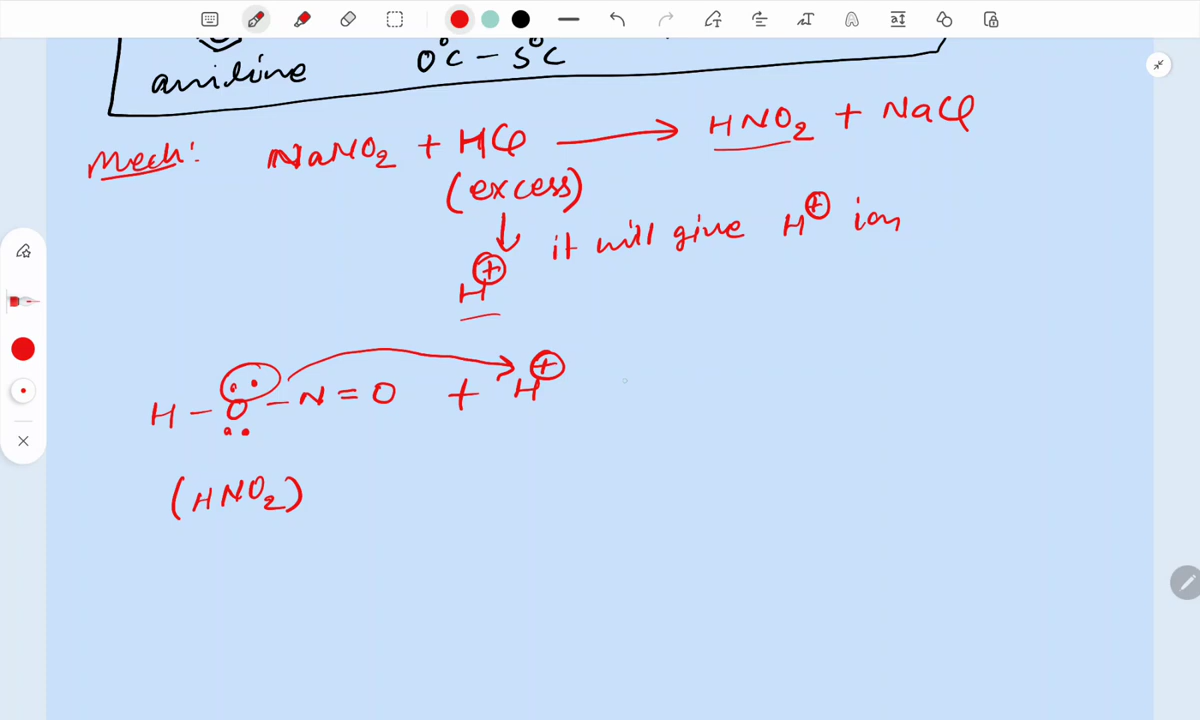 aniline 0°C - 5°C
Mech: NaNO2 + HCl → HNO2 + NaCl
(excess)
↓ it will give H⊕ ion
H⊕
H - O - N = O + H⊕
(HNO2)